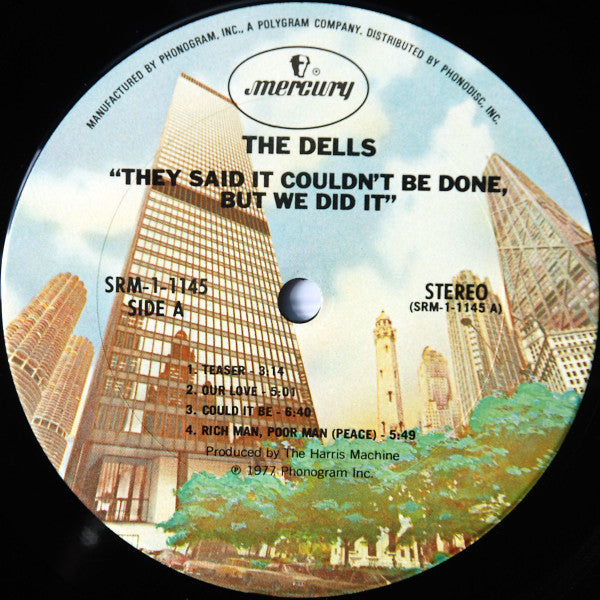 MANUFACTURED BY PHONOGRAM, INC., A POLYGRAM COMPANY. DISTRIBUTED BY PHONODISC, INC.
mercury
®
THE DELLS
"THEY SAID IT COULDN'T BE DONE,
BUT WE DID IT"
SRM-1-1145
SIDE A
STEREO
(SRM-1-1145 A)
1. TEASER - 3:14
2. OUR LOVE - 5:01
3. COULD IT BE - 6:40
4. RICH MAN, POOR MAN (PEACE) - 5:49
Produced by The Harris Machine
℗ 1977 Phonogram Inc.